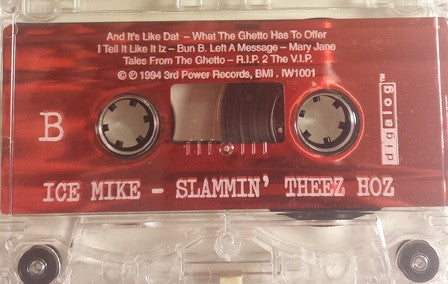 And It's Like Dat – What The Ghetto Has To Offer
I Tell It Like It Iz – Bun B. Left A Message – Mary Jane
Tales From The Ghetto – R.I.P. 2 The V.I.P.
© ℗ 1994 3rd Power Records, BMI . IW1001
B
digalog™
ICE MIKE – SLAMMIN' THEEZ HOZ